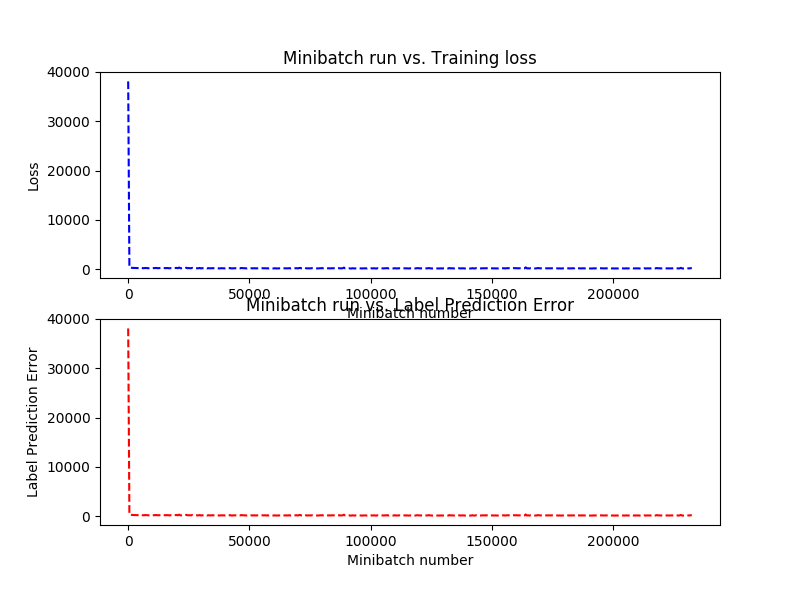 Minibatch run vs. Training loss
40000
30000
20000
10000
0
Loss
0 50000 100000 150000 200000
Minibatch number
Minibatch run vs. Label Prediction Error
40000
30000
20000
10000
0
Label Prediction Error
0 50000 100000 150000 200000
Minibatch number